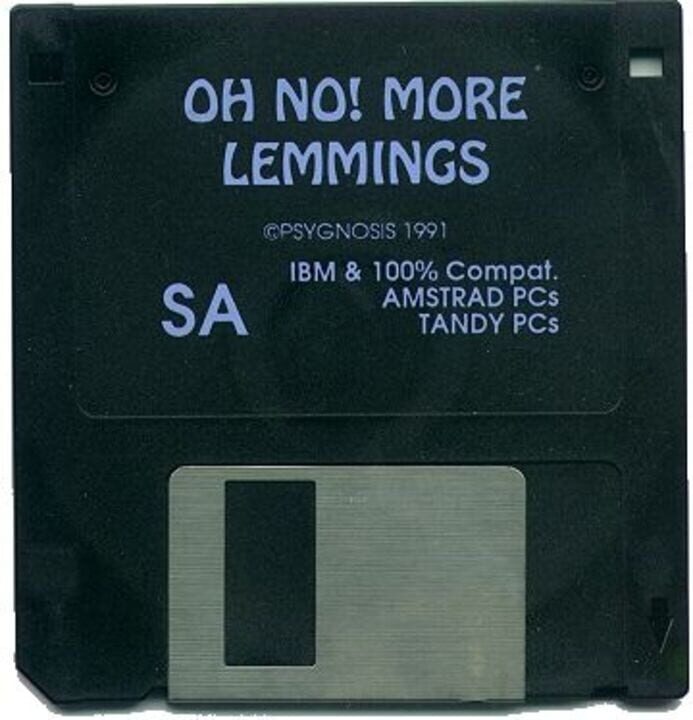 OH NO! MORE
LEMMINGS
©PSYGNOSIS 1991
SA
IBM & 100% Compat.
AMSTRAD PCs
TANDY PCs